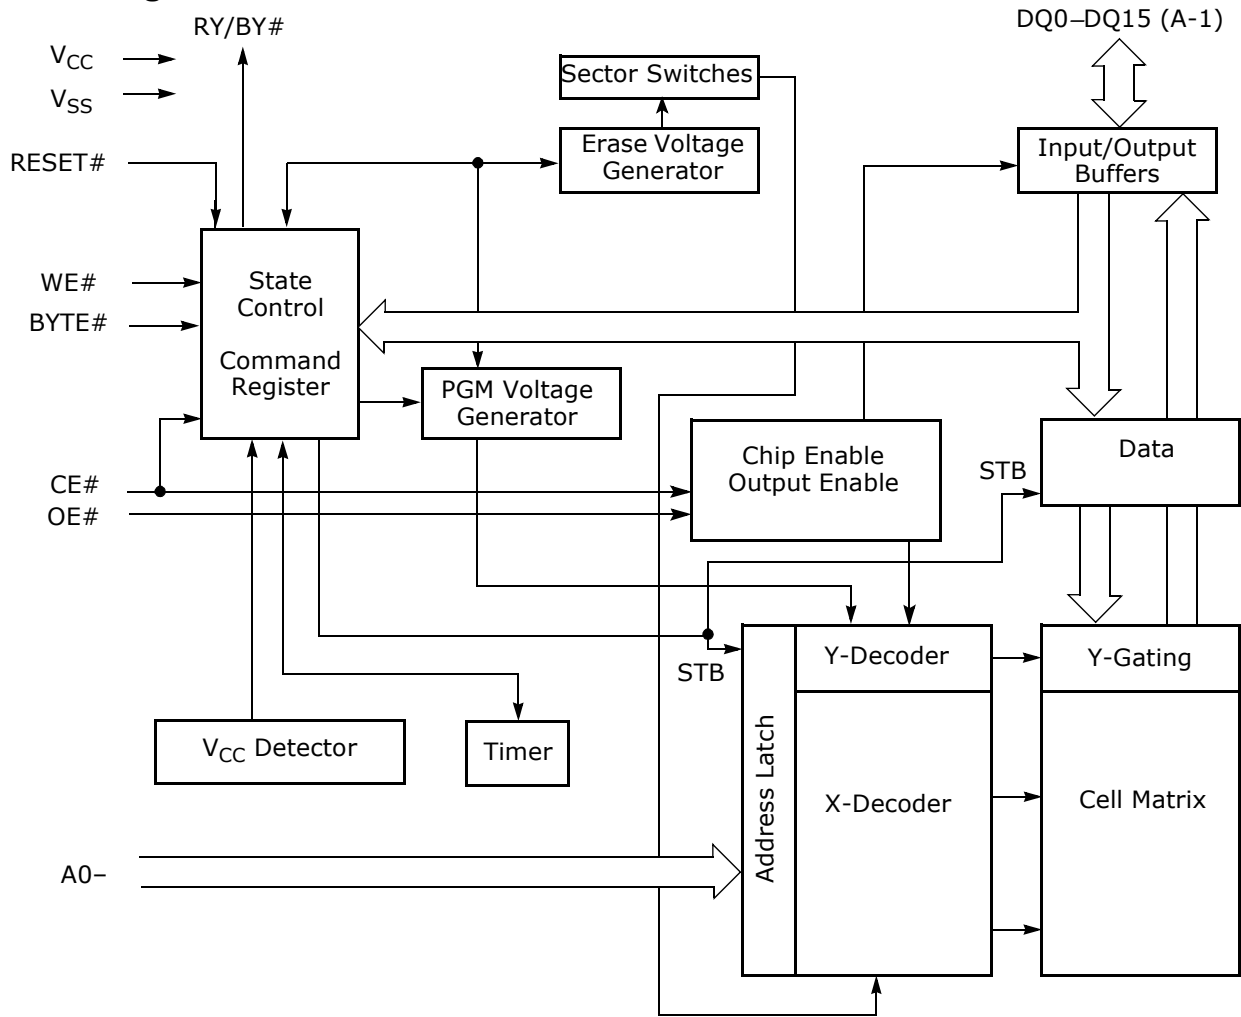 RY/BY#
DQ0–DQ15 (A-1)
VCC
VSS
Sector Switches
RESET#
Erase Voltage
Generator
Input/Output
Buffers
WE#
BYTE#
State
Control
Command
Register
PGM Voltage
Generator
CE#
OE#
Chip Enable
Output Enable
STB
Data
STB
Y-Decoder
Y-Gating
VCC Detector
Timer
Address Latch
X-Decoder
Cell Matrix
A0–